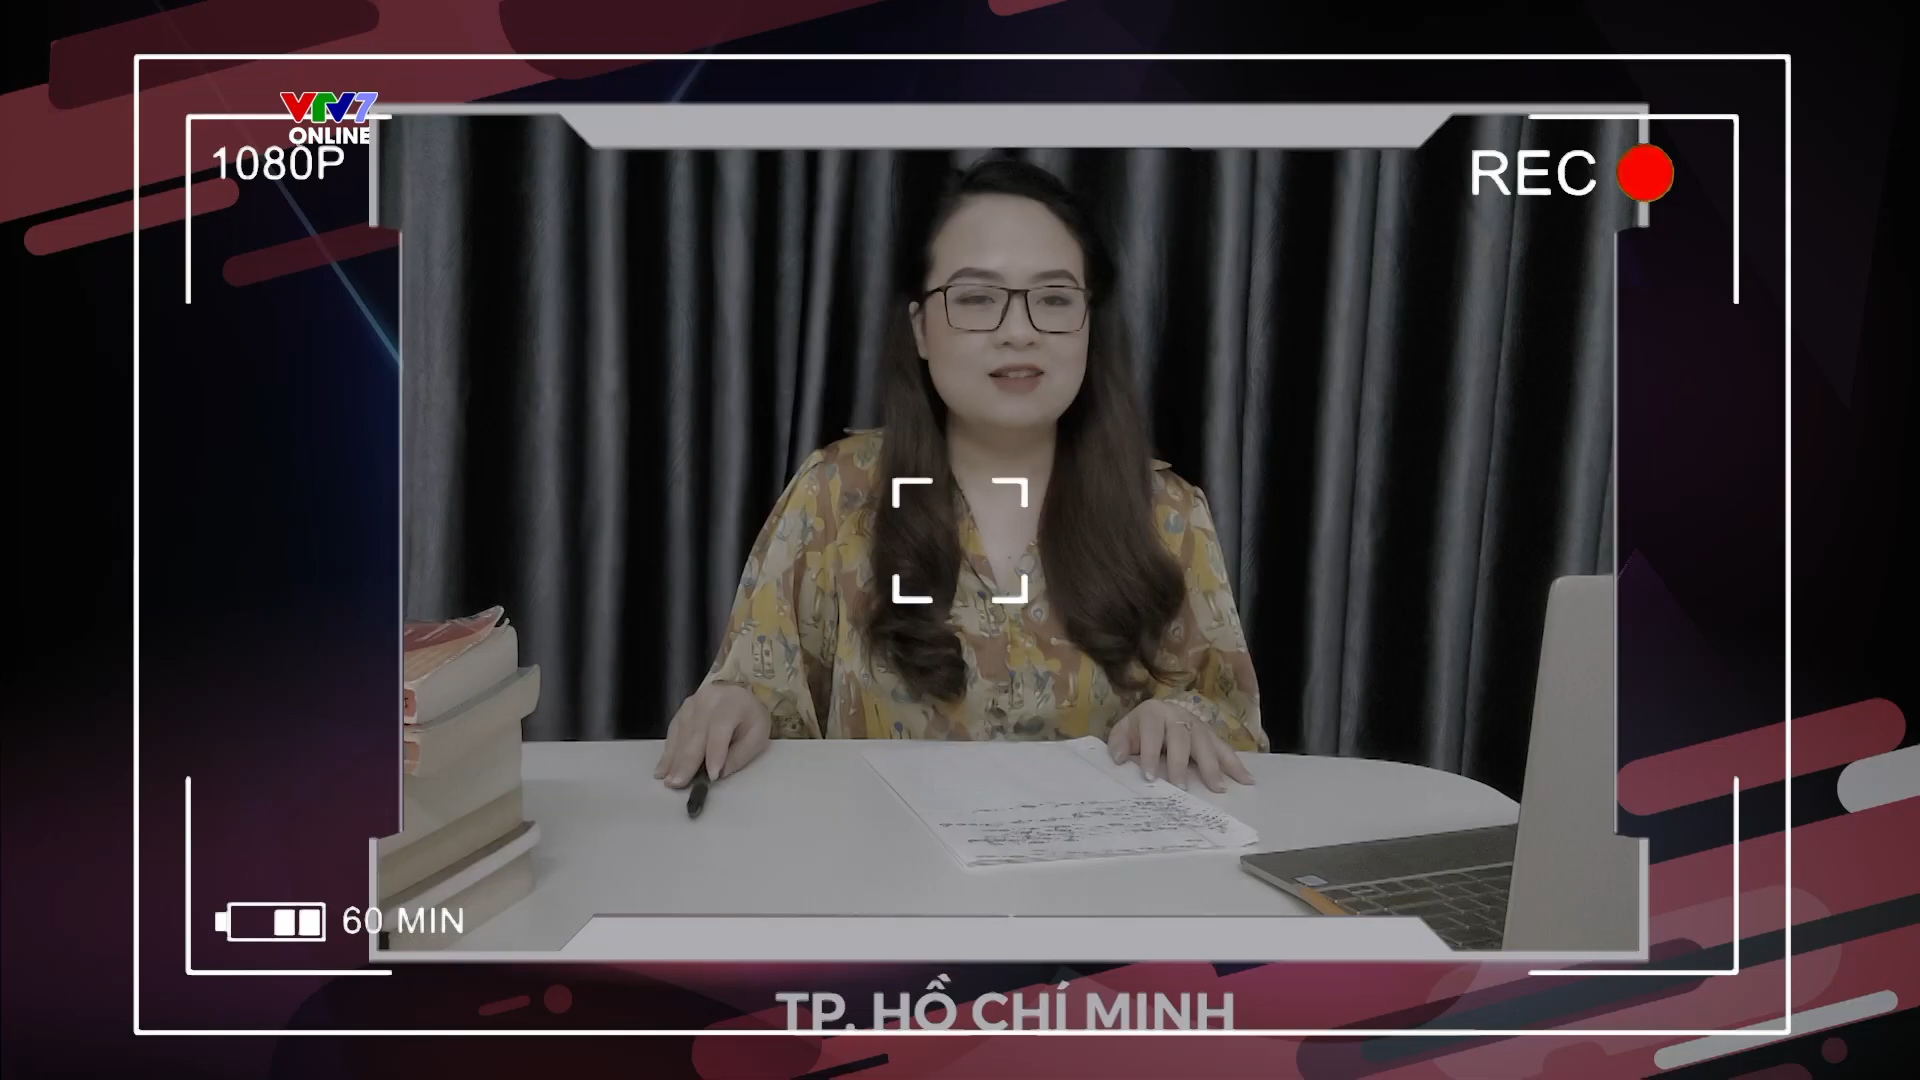 VTV7
ONLINE
1080P
REC
60 MIN
TP. HỒ CHÍ MINH